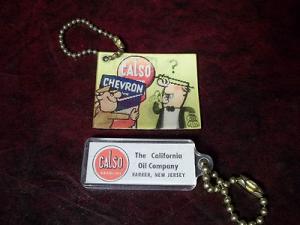 CALSO
CHEVRON
?
CALSO
The California
Oil Company
BARBER, NEW JERSEY